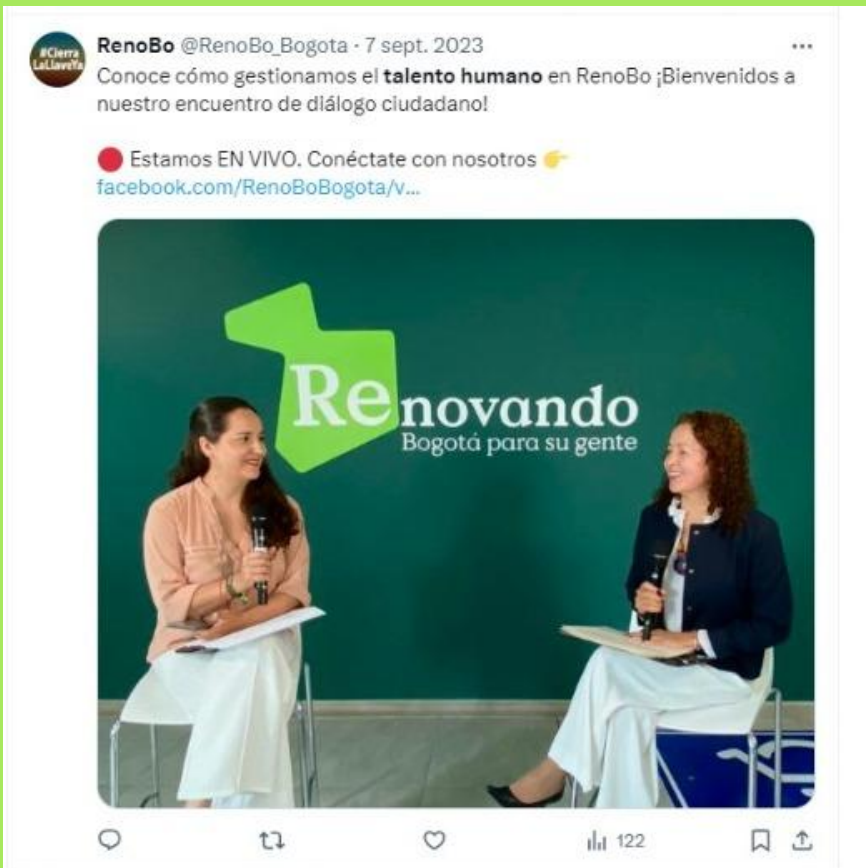 #Cierra
LaLlaveYa
RenoBo @RenoBo_Bogota · 7 sept. 2023
Conoce cómo gestionamos el talento humano en RenoBo ¡Bienvenidos a
nuestro encuentro de diálogo ciudadano!
🔴 Estamos EN VIVO. Conéctate con nosotros 👉
facebook.com/RenoBoBogota/v...
Renovando
Bogotá para su gente
122